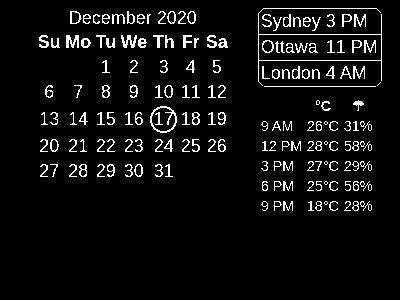 December 2020
Su Mo Tu We Th Fr Sa
1 2 3 4 5
6 7 8 9 10 11 12
13 14 15 16 17 18 19
20 21 22 23 24 25 26
27 28 29 30 31
Sydney 3 PM
Ottawa 11 PM
London 4 AM
°C ☂
9 AM 26°C 31%
12 PM 28°C 58%
3 PM 27°C 29%
6 PM 25°C 56%
9 PM 18°C 28%